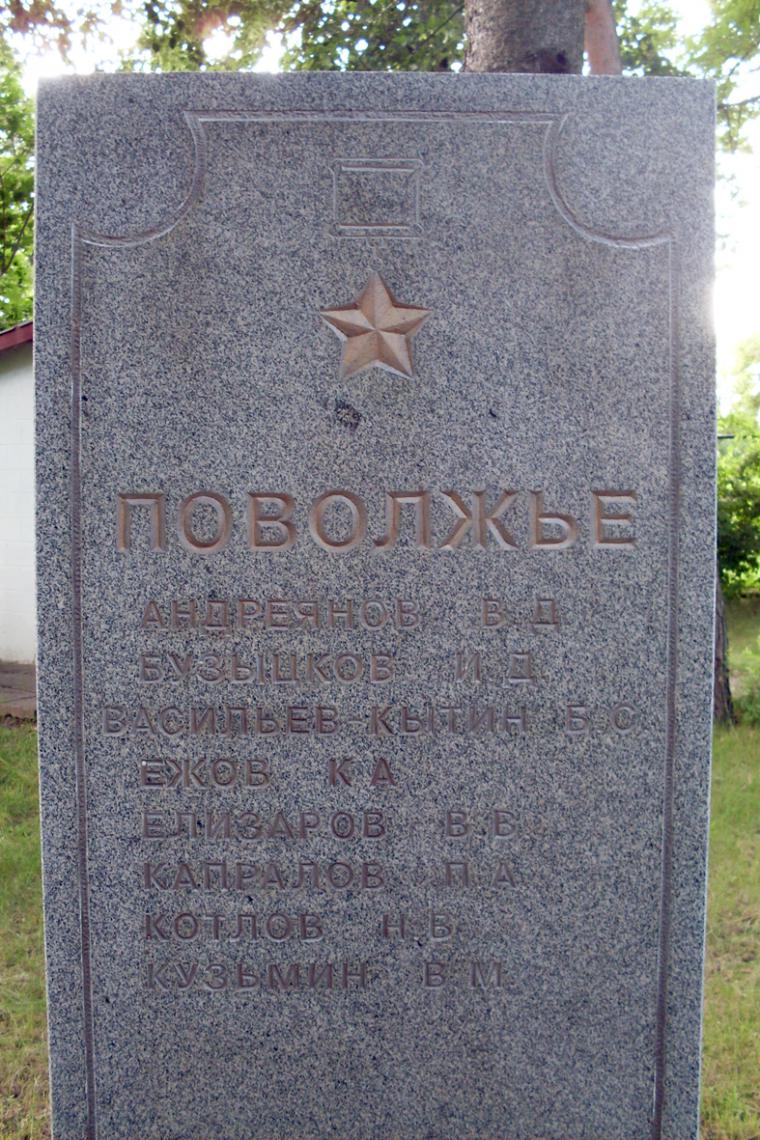 ПОВОЛЖЬЕ
АНДРЕЯНОВ В.Д.
БУЗЫЦКОВ И.Д.
ВАСИЛЬЕВ-КЫТИН Б.С.
ЕЖОВ К.А.
ЕЛИЗАРОВ В.В.
КАПРАЛОВ П.А.
КОТЛОВ Н.В.
КУЗЬМИН В.М.